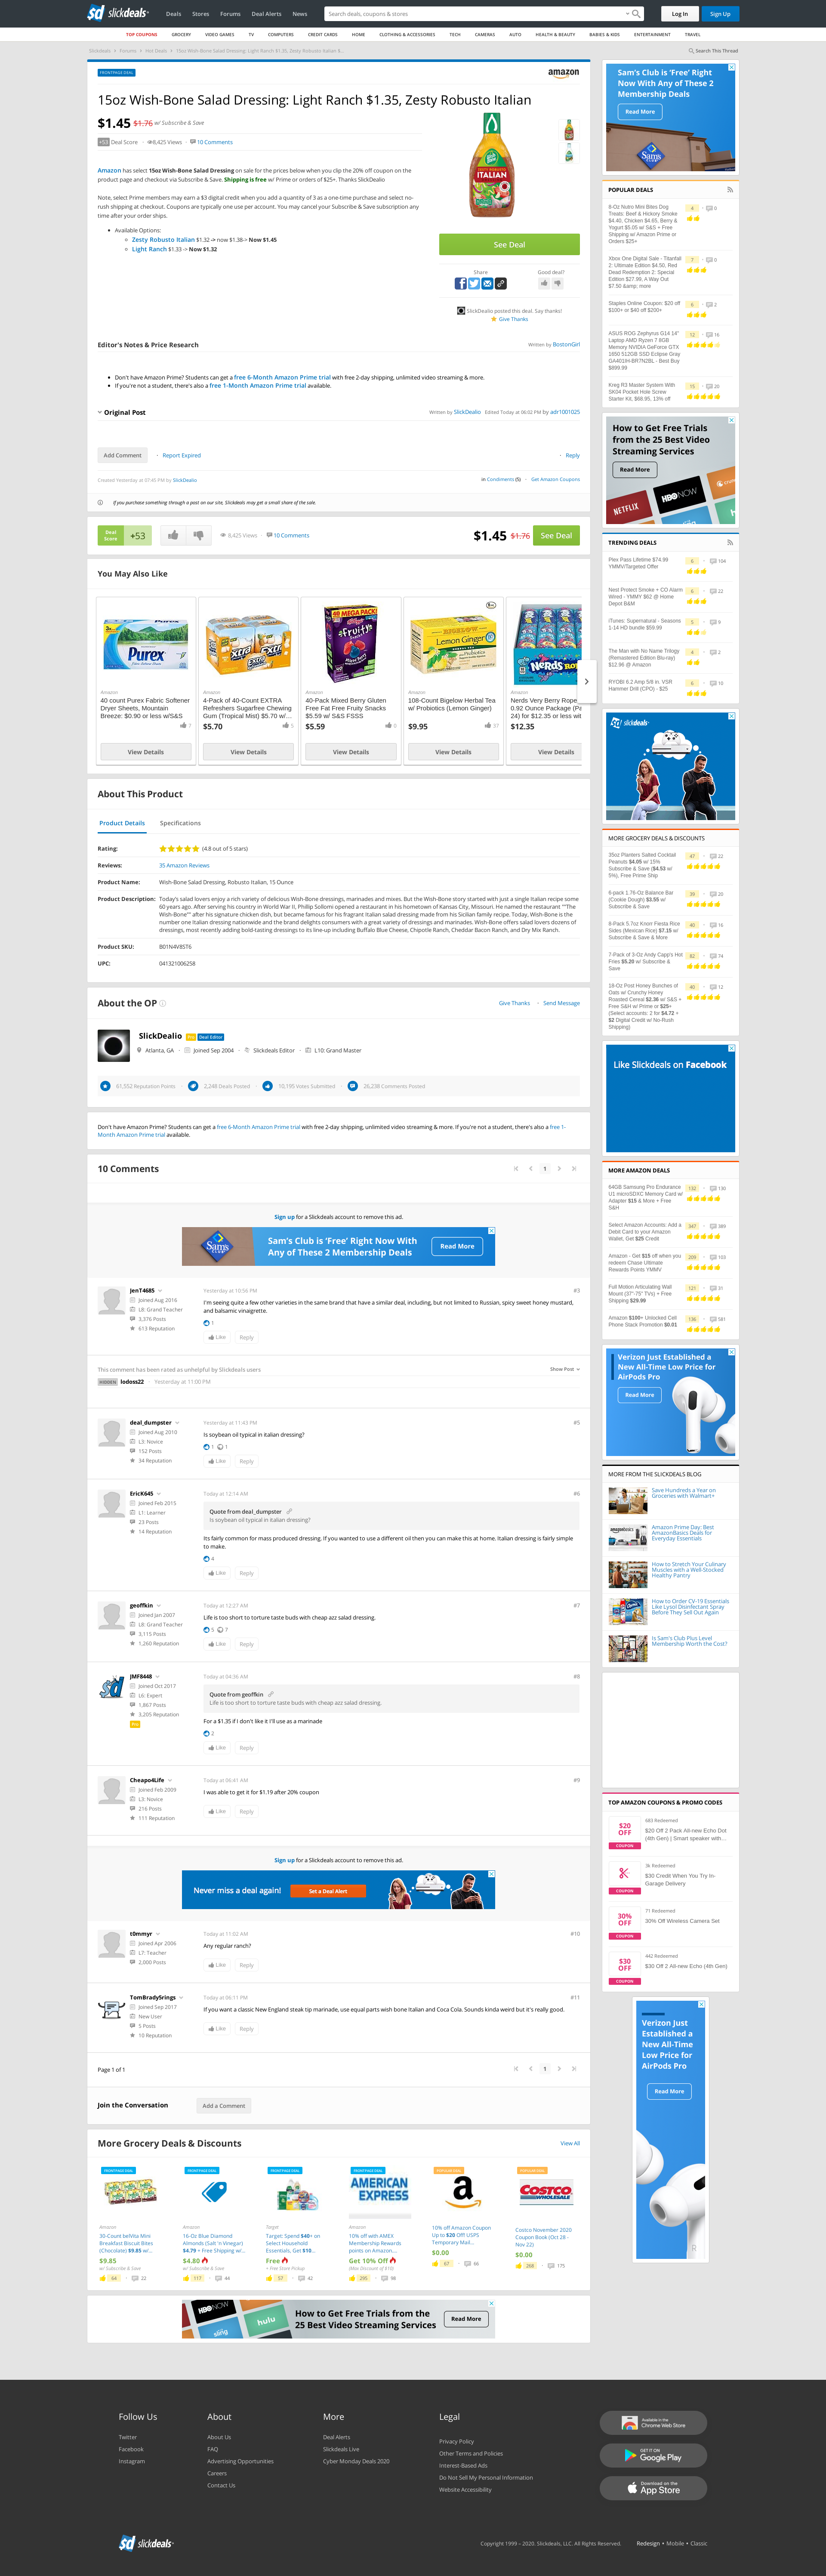 slickdeals
Deals
Stores
Forums
Deal Alerts
News
Search deals, coupons & stores
Log In
Sign Up
TOP COUPONS
GROCERY
VIDEO GAMES
TV
COMPUTERS
CREDIT CARDS
HOME
CLOTHING & ACCESSORIES
TECH
CAMERAS
AUTO
HEALTH & BEAUTY
BABIES & KIDS
ENTERTAINMENT
TRAVEL
Slickdeals > Forums > Hot Deals > 15oz Wish-Bone Salad Dressing: Light Ranch $1.35, Zesty Robusto Italian $...
Search This Thread
FRONTPAGE DEAL
amazon
15oz Wish-Bone Salad Dressing: Light Ranch $1.35, Zesty Robusto Italian
$1.45 $1.76 w/ Subscribe & Save
+53 Deal Score
8,425 Views
10 Comments
Amazon has select 15oz Wish-Bone Salad Dressing on sale for the prices below when you clip the 20% off coupon on the
product page and checkout via Subscribe & Save. Shipping is free w/ Prime or orders of $25+. Thanks SlickDealio
Note, select Prime members may earn a $3 digital credit when you add a quantity of 3 as a one-time purchase and select no-
rush shipping at checkout. Coupons are typically one use per account. You may cancel your Subscribe & Save subscription any
time after your order ships.
Available Options:
Zesty Robusto Italian $1.32 -> now $1.38-> Now $1.45
Light Ranch $1.33 -> Now $1.32
See Deal
Share
Good deal?
SlickDealio posted this deal. Say thanks!
Give Thanks
Editor's Notes & Price Research
Written by BostonGirl
Don't have Amazon Prime? Students can get a free 6-Month Amazon Prime trial with free 2-day shipping, unlimited video streaming & more.
If you're not a student, there's also a free 1-Month Amazon Prime trial available.
Original Post
Written by SlickDealio
Edited Today at 06:02 PM by adr1001025
Add Comment
Report Expired
Reply
Created Yesterday at 07:45 PM by SlickDealio
in Condiments (5)
Get Amazon Coupons
If you purchase something through a post on our site, Slickdeals may get a small share of the sale.
Deal Score +53
8,425 Views
10 Comments
$1.45 $1.76
See Deal
You May Also Like
Amazon
40 count Purex Fabric Softener
Dryer Sheets, Mountain
Breeze: $0.90 or less w/S&S
7
View Details
Amazon
4-Pack of 40-Count EXTRA
Refreshers Sugarfree Chewing
Gum (Tropical Mist) $5.70 w/...
$5.70
View Details
Amazon
40-Pack Mixed Berry Gluten
Free Fat Free Fruity Snacks
$5.59 w/ S&S FSSS
$5.59
0
View Details
108-Count Bigelow Herbal Tea
w/ Probiotics (Lemon Ginger)
$9.95
37
View Details
Amazon
Nerds Very Berry Rope
0.92 Ounce Package (Pa
24) for $12.35 or less wit
$12.35
View Details
About This Product
Product Details
Specifications
Rating: (4.8 out of 5 stars)
Reviews: 35 Amazon Reviews
Product Name: Wish-Bone Salad Dressing, Robusto Italian, 15 Ounce
Product Description: Today's salad lovers enjoy a rich variety of delicious Wish-Bone dressings, marinades and mixes. But the Wish-Bone story started with just a single Italian recipe some
60 years ago. After serving his country in World War II, Phillip Sollomi opened a restaurant in his hometown of Kansas City, Missouri. He named the restaurant ""The
Wish-Bone"" after his signature chicken dish, but became famous for his fragrant Italian salad dressing made from his Sicilian family recipe. Today, Wish-Bone is the
number one Italian dressing nationwide and the brand delights everyone with a great variety of dressings and marinades. Wish-Bone offers salad lovers dozens of
dressings, most recently expanding its delicious, top-quality line-up including Buffalo Blue Cheese, Chipotle Ranch, Cheddar Bacon Ranch, and Dry Mix Ranch.
Product SKU: B01N4V85T6
UPC: 041321006258
About the OP
Give Thanks
Send Message
SlickDealio Pro Deal Editor
Atlanta, GA
Joined Sep 2004
Slickdeals Editor
L10: Grand Master
61,552 Reputation Points
2,248 Deals Posted
10,195 Votes Submitted
26,238 Comments Posted
Don't have Amazon Prime? Students can get a free 6-Month Amazon Prime trial with free 2-day shipping, unlimited video streaming & more. If you're not a student, there's also a free 1-
Month Amazon Prime trial available.
10 Comments
1
Sign up for a Slickdeals account to remove this ad.
Sam's Club is 'Free' Right Now With
Any of These 2 Membership Deals
Read More
JenT4685
Joined Aug 2016
L8: Grand Teacher
3,376 Posts
613 Reputation
Yesterday at 10:56 PM
#3
I'm seeing quite a few other varieties in the same brand that have a similar deal, including, but not limited to Russian, spicy sweet honey mustard,
and balsamic vinaigrette.
1
Like
Reply
This comment has been rated as unhelpful by Slickdeals users
Show Post
HIDDEN lodoss22 Yesterday at 11:00 PM
deal_dumpster
Joined Aug 2010
L3: Novice
152 Posts
34 Reputation
Yesterday at 11:43 PM
#5
Is soybean oil typical in italian dressing?
1 1
Like
Reply
EricK645
Joined Feb 2015
L1: Learner
23 Posts
14 Reputation
Today at 12:14 AM
#6
Quote from deal_dumpster
Is soybean oil typical in italian dressing?
Its fairly common for mass produced dressing. If you wanted to use a different oil then you can make this at home. Italian dressing is fairly simple
to make.
4
Like
Reply
geoffkin
Joined Jan 2007
L8: Grand Teacher
3,115 Posts
1,260 Reputation
Today at 12:27 AM
#7
Life is too short to torture taste buds with cheap azz salad dressing.
5 7
Like
Reply
JMF8448
Joined Oct 2017
L6: Expert
1,867 Posts
3,205 Reputation
Pro
Today at 04:36 AM
#8
Quote from geoffkin
Life is too short to torture taste buds with cheap azz salad dressing.
For a $1.35 if I don't like it I'll use as a marinade
2
Like
Reply
Cheapo4Life
Joined Feb 2009
L3: Novice
216 Posts
111 Reputation
Today at 06:41 AM
#9
I was able to get it for $1.19 after 20% coupon
Like
Reply
Sign up for a Slickdeals account to remove this ad.
Never miss a deal again!
Set a Deal Alert
t0mmyr
Joined Apr 2006
L7: Teacher
2,000 Posts
Today at 11:02 AM
#10
Any regular ranch?
Like
Reply
TomBrady5rings
Joined Sep 2017
New User
5 Posts
10 Reputation
Today at 06:11 PM
#11
If you want a classic New England steak tip marinade, use equal parts wish bone Italian and Coca Cola. Sounds kinda weird but it's really good.
Like
Reply
Page 1 of 1
1
Join the Conversation
Add a Comment
More Grocery Deals & Discounts
View All
FRONTPAGE DEAL
Amazon
30-Count belVita Mini
Breakfast Biscuit Bites
(Chocolate) $9.85 w/...
$9.85
w/ Subscribe & Save
64 22
FRONTPAGE DEAL
Amazon
16-Oz Blue Diamond
Almonds (Salt 'n Vinegar)
$4.79 + Free Shipping w/...
$4.80
w/ Subscribe & Save
117 44
FRONTPAGE DEAL
Target
Target: Spend $40+ on
Select Household
Essentials, Get $10...
Free
+ Free Store Pickup
57 42
FRONTPAGE DEAL
AMERICAN EXPRESS
Amazon
10% off with AMEX
Membership Rewards
points on Amazon,...
Get 10% Off
(Max Discount of $10)
295 98
POPULAR DEAL
10% off Amazon Coupon
Up to $20 Off! USPS
Temporary Mail...
$0.00
67 66
POPULAR DEAL
COSTCO WHOLESALE
Costco November 2020
Coupon Book (Oct 28 -
Nov 22)
$0.00
268 175
How to Get Free Trials from the
25 Best Video Streaming Services
Read More
Sam's Club is 'Free' Right
Now With Any of These 2
Membership Deals
Read More
POPULAR DEALS
8-Oz Nutro Mini Bites Dog
Treats: Beef & Hickory Smoke
$4.40, Chicken $4.65, Berry &
Yogurt $5.05 w/ S&S + Free
Shipping w/ Amazon Prime or
Orders $25+
4 0
Xbox One Digital Sale - Titanfall
2: Ultimate Edition $4.50, Red
Dead Redemption 2: Special
Edition $27.99, A Way Out
$7.50 &amp; more
7 0
Staples Online Coupon: $20 off
$100+ or $40 off $200+
6 2
ASUS ROG Zephyrus G14 14"
Laptop AMD Ryzen 7 8GB
Memory NVIDIA GeForce GTX
1650 512GB SSD Eclipse Gray
GA401IH-BR7N2BL - Best Buy
$899.99
12 16
Kreg R3 Master System With
SK04 Pocket Hole Screw
Starter Kit, $68.95, 13% off
15 20
How to Get Free Trials
from the 25 Best Video
Streaming Services
Read More
NETFLIX
HBONOW
hulu
TRENDING DEALS
Plex Pass Lifetime $74.99
YMMV/Targeted Offer
6 104
Nest Protect Smoke + CO Alarm
Wired - YMMV $62 @ Home
Depot B&M
6 22
iTunes: Supernatural - Seasons
1-14 HD bundle $59.99
5 9
The Man with No Name Trilogy
(Remastered Edition Blu-ray)
$12.96 @ Amazon
4 2
RYOBI 6.2 Amp 5/8 in. VSR
Hammer Drill (CPO) - $25
6 10
slickdeals
MORE GROCERY DEALS & DISCOUNTS
35oz Planters Salted Cocktail
Peanuts $4.05 w/ 15%
Subscribe & Save ($4.53 w/
5%), Free Prime Ship
47 22
6-pack 1.76-Oz Balance Bar
(Cookie Dough) $3.55 w/
Subscribe & Save
39 20
8-Pack 5.7oz Knorr Fiesta Rice
Sides (Mexican Rice) $7.15 w/
Subscribe & Save & More
40 16
7-Pack of 3-Oz Andy Capp's Hot
Fries $5.20 w/ Subscribe &
Save
82 74
18-Oz Post Honey Bunches of
Oats w/ Crunchy Honey
Roasted Cereal $2.36 w/ S&S +
Free S&H w/ Prime or $25+
(Select accounts: 2 for $4.72 +
$2 Digital Credit w/ No-Rush
Shipping)
40 12
Like Slickdeals on Facebook
MORE AMAZON DEALS
64GB Samsung Pro Endurance
U1 microSDXC Memory Card w/
Adapter $15 & More + Free
S&H
132 130
Select Amazon Accounts: Add a
Debit Card to your Amazon
Wallet, Get $25 Credit
347 389
Amazon - Get $15 off when you
redeem Chase Ultimate
Rewards Points YMMV
209 103
Full Motion Articulating Wall
Mount (37"-75" TVs) + Free
Shipping $29.99
121 31
Amazon $100+ Unlocked Cell
Phone Stack Promotion $0.01
136 581
Verizon Just Established a
New All-Time Low Price for
AirPods Pro
Read More
MORE FROM THE SLICKDEALS BLOG
Save Hundreds a Year on
Groceries with Walmart+
Amazon Prime Day: Best
AmazonBasics Deals for
Everyday Essentials
How to Stretch Your Culinary
Muscles with a Well-Stocked
Healthy Pantry
How to Order CV-19 Essentials
Like Lysol Disinfectant Spray
Before They Sell Out Again
Is Sam's Club Plus Level
Membership Worth the Cost?
TOP AMAZON COUPONS & PROMO CODES
$20 OFF
COUPON
683 Redeemed
$20 Off 2 Pack All-new Echo Dot
(4th Gen) | Smart speaker with...
COUPON
3k Redeemed
$30 Credit When You Try In-
Garage Delivery
30% OFF
COUPON
71 Redeemed
30% Off Wireless Camera Set
$30 OFF
COUPON
442 Redeemed
$30 Off 2 All-new Echo (4th Gen)
Verizon Just
Established a
New All-Time
Low Price for
AirPods Pro
Read More
Follow Us
Twitter
Facebook
Instagram
About
About Us
FAQ
Advertising Opportunities
Careers
Contact Us
More
Deal Alerts
Slickdeals Live
Cyber Monday Deals 2020
Legal
Privacy Policy
Other Terms and Policies
Interest-Based Ads
Do Not Sell My Personal Information
Website Accessibility
Available in the
Chrome Web Store
GET IT ON
Google Play
Download on the
App Store
slickdeals
Copyright 1999 - 2020. Slickdeals, LLC. All Rights Reserved.
Redesign • Mobile • Classic